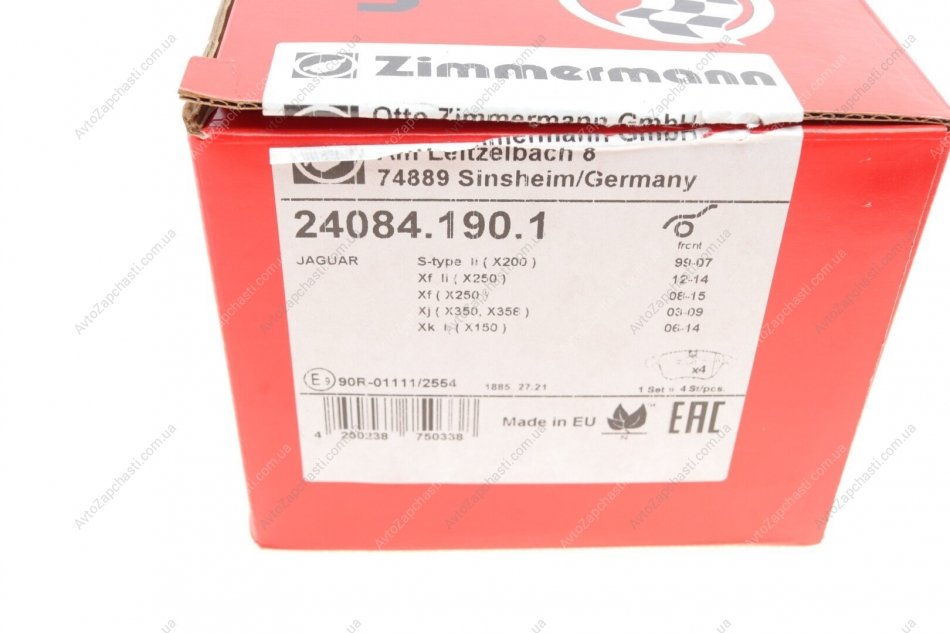 Zimmermann
Otto Zimmermann GmbH
Am Leitzelbach 8
74889 Sinsheim/Germany
24084.190.1
front
JAGUAR S-type II ( X200 ) 99-07
Xf II ( X250 ) 12-14
Xf ( X250 ) 08-15
Xj ( X350, X358 ) 03-09
Xk II ( X150 ) 06-14
x4
E9 90R-01111/2554 1885 27.21 1 Set = 4 St/pcs.
4 250238 750338 Made in EU EAC
AvtoZapchasti.com.ua